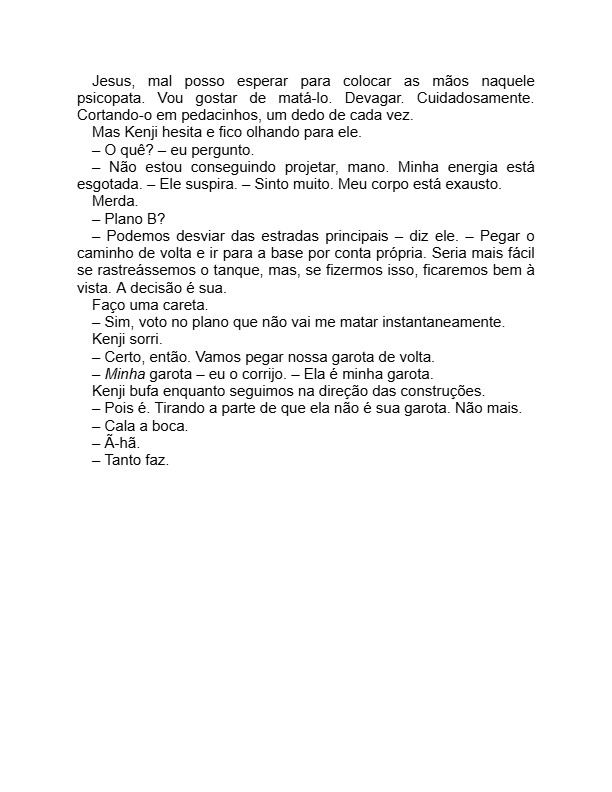 Jesus, mal posso esperar para colocar as mãos naquele
psicopata. Vou gostar de matá-lo. Devagar. Cuidadosamente.
Cortando-o em pedacinhos, um dedo de cada vez.
Mas Kenji hesita e fico olhando para ele.
– O quê? – eu pergunto.
– Não estou conseguindo projetar, mano. Minha energia está
esgotada. – Ele suspira. – Sinto muito. Meu corpo está exausto.
Merda.
– Plano B?
– Podemos desviar das estradas principais – diz ele. – Pegar o
caminho de volta e ir para a base por conta própria. Seria mais fácil
se rastreássemos o tanque, mas, se fizermos isso, ficaremos bem à
vista. A decisão é sua.
Faço uma careta.
– Sim, voto no plano que não vai me matar instantaneamente.
Kenji sorri.
– Certo, então. Vamos pegar nossa garota de volta.
– Minha garota – eu o corrijo. – Ela é minha garota.
Kenji bufa enquanto seguimos na direção das construções.
– Pois é. Tirando a parte de que ela não é sua garota. Não mais.
– Cala a boca.
– Ã-hã.
– Tanto faz.